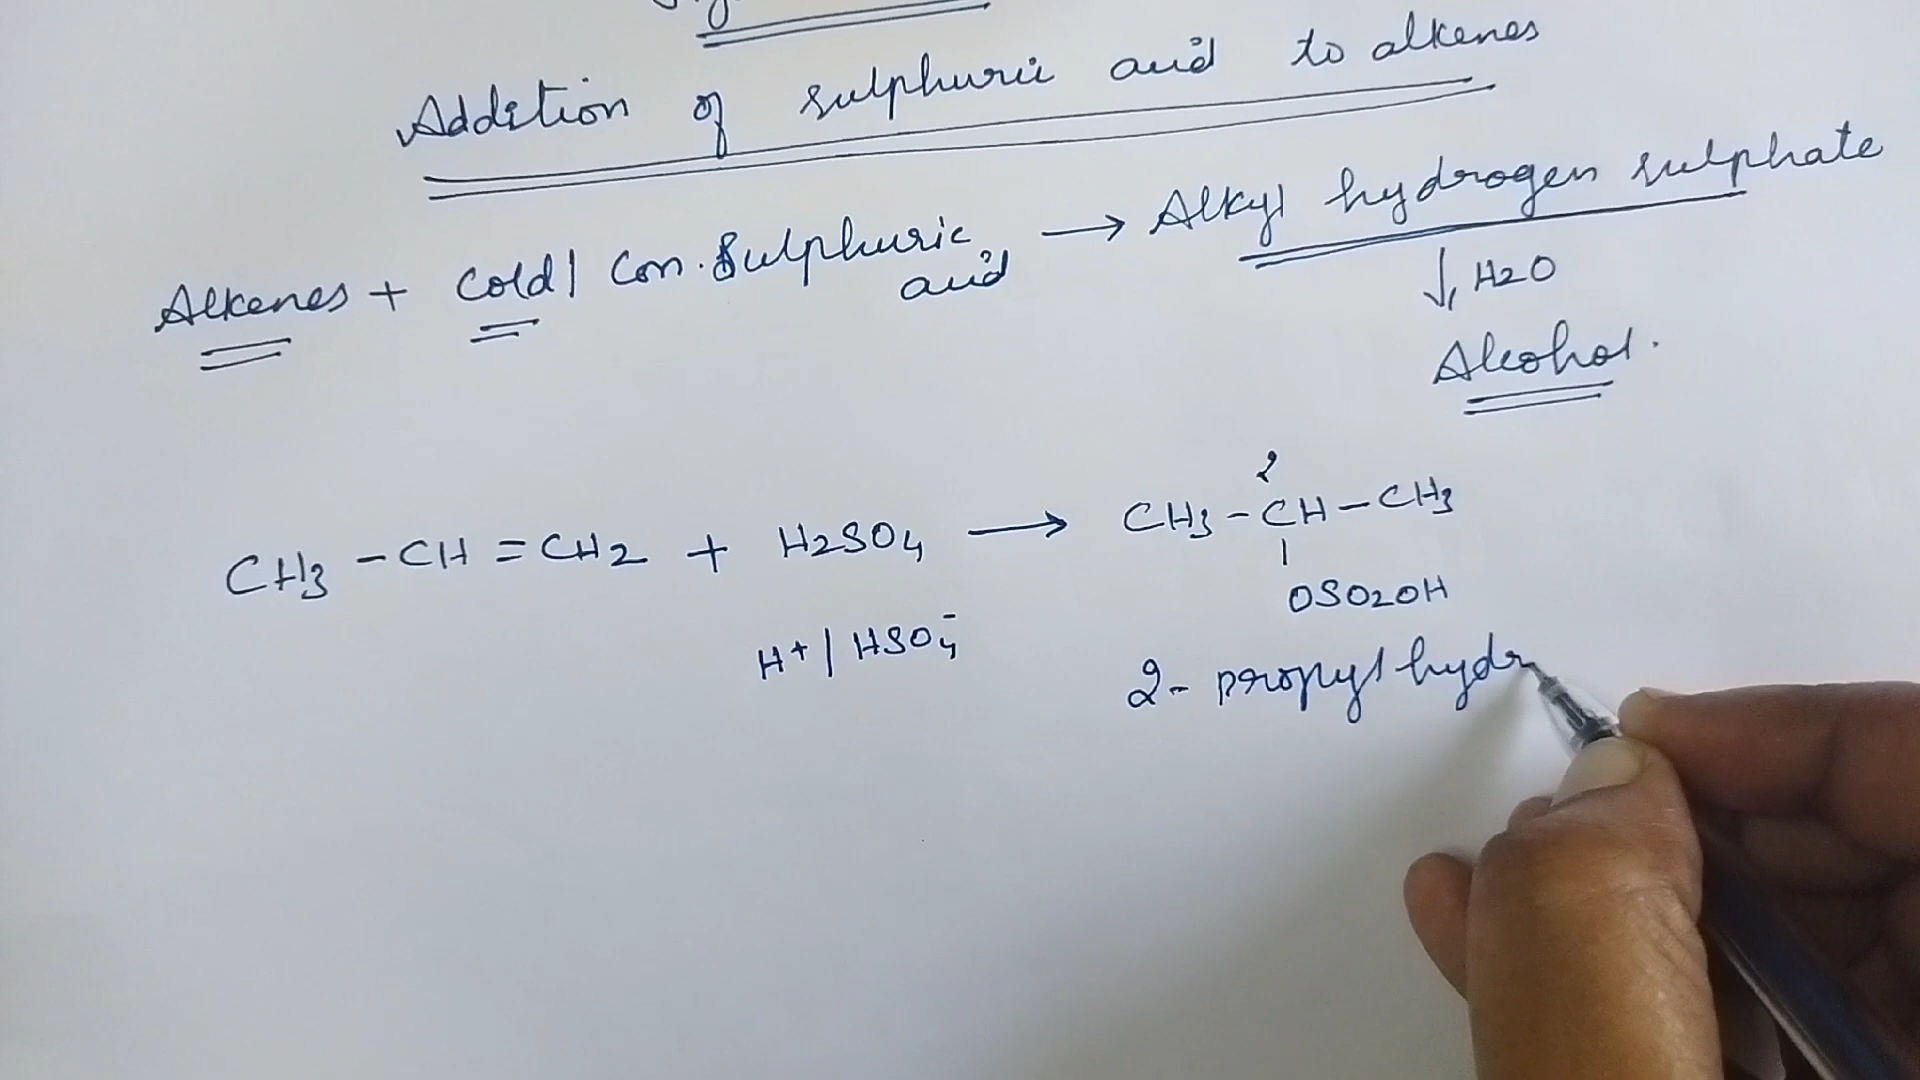 Addition of sulphuric acid to alkenes
Alkenes + Cold / Con. Sulphuric acid → Alkyl hydrogen sulphate
↓ H2O
Alcohol.
2
CH3 - CH = CH2 + H2SO4 → CH3 - CH - CH3
|
OSO2OH
H+ / HSO4-
2- propyl hydr